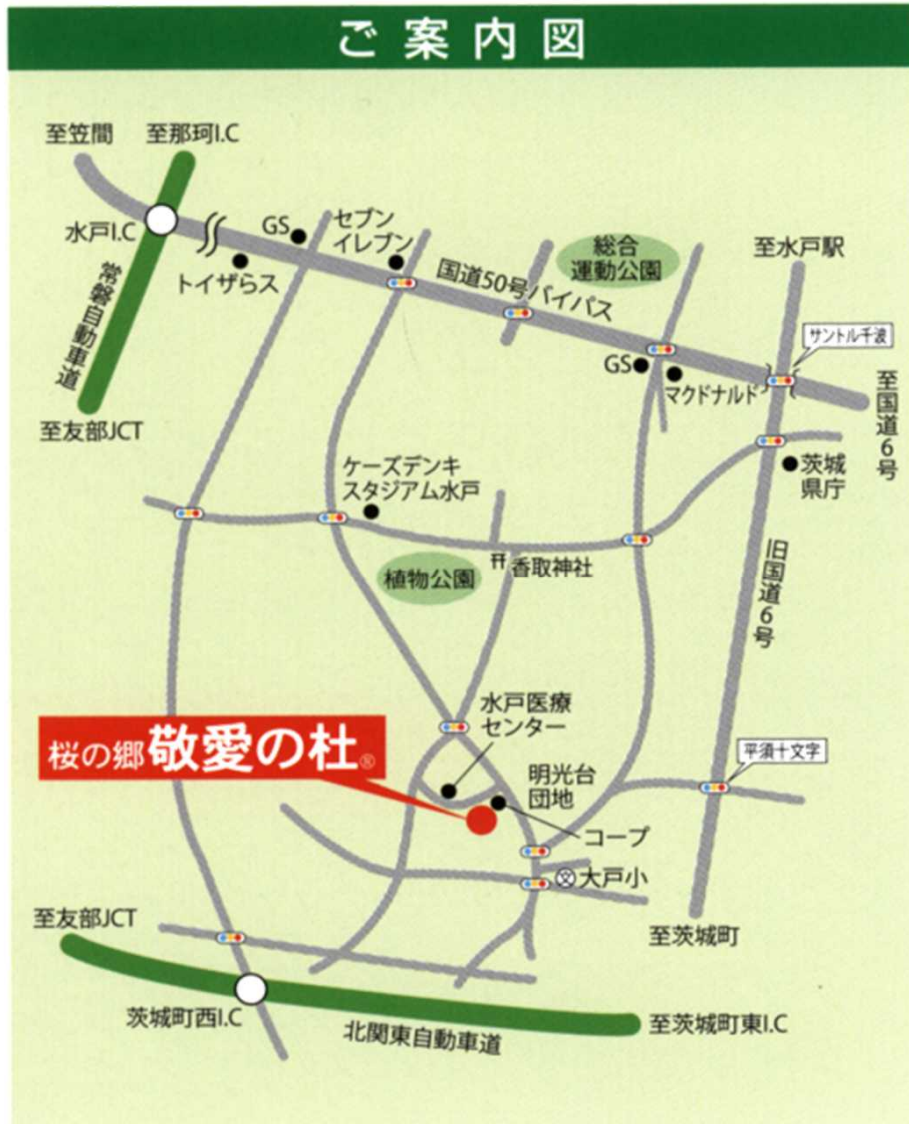 ご案内図
至笠間
至那珂I.C
水戸I.C
GS
セブン
イレブン
トイザらス
国道50号バイパス
総合
運動公園
至水戸駅
サントル千波
常磐自動車道
至友部JCT
GS
マクドナルド
至国道6号
ケーズデンキ
スタジアム水戸
茨城
県庁
植物公園
香取神社
旧国道6号
水戸医療
センター
桜の郷 敬愛の杜®
明光台
団地
平須十文字
コープ
文 大戸小
至友部JCT
至茨城町
茨城町西I.C
北関東自動車道
至茨城町東I.C